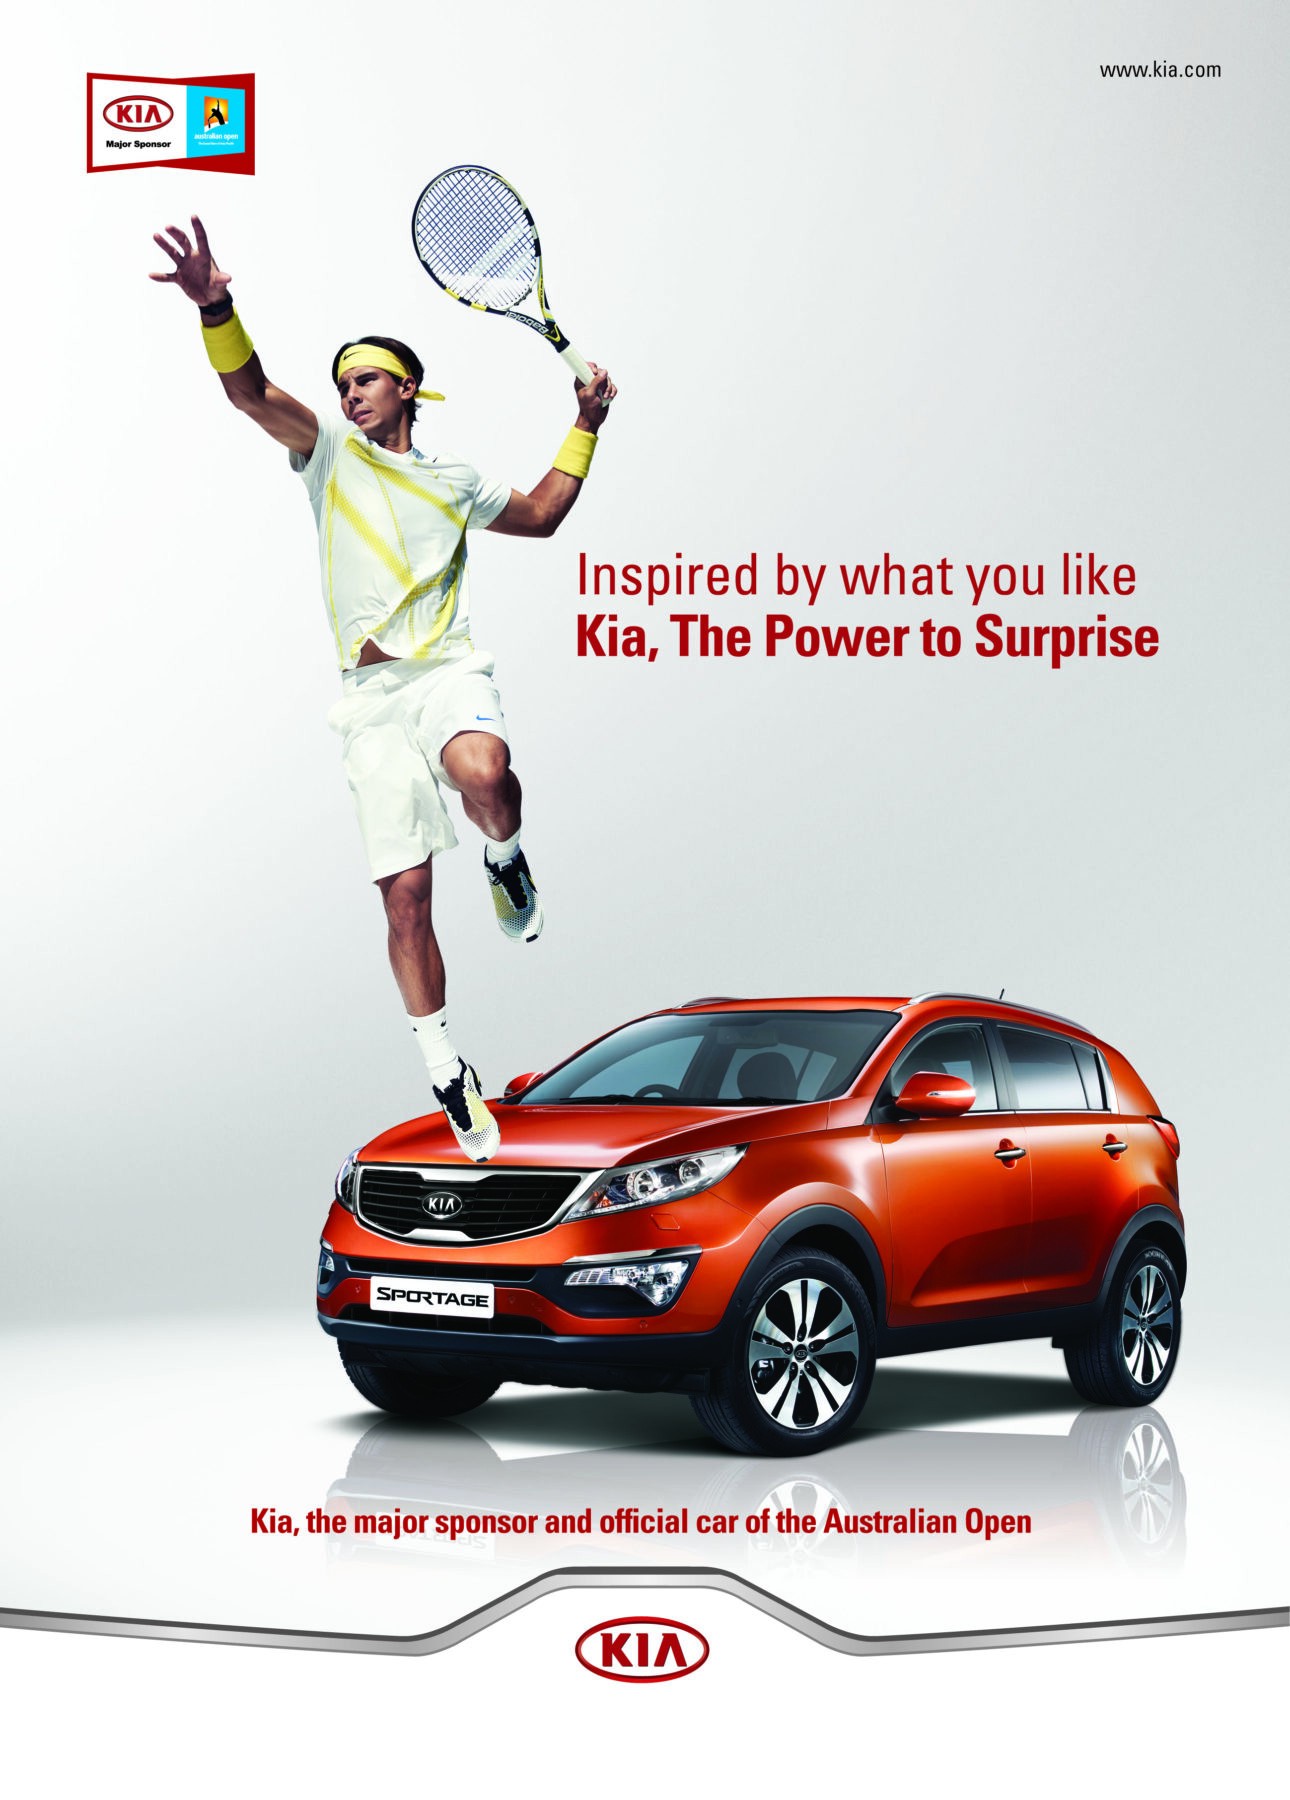 www.kia.com
KIA
Major Sponsor
australian open
Babolat
Inspired by what you like
Kia, The Power to Surprise
KIA
SPORTAGE
Kia, the major sponsor and official car of the Australian Open
KIA